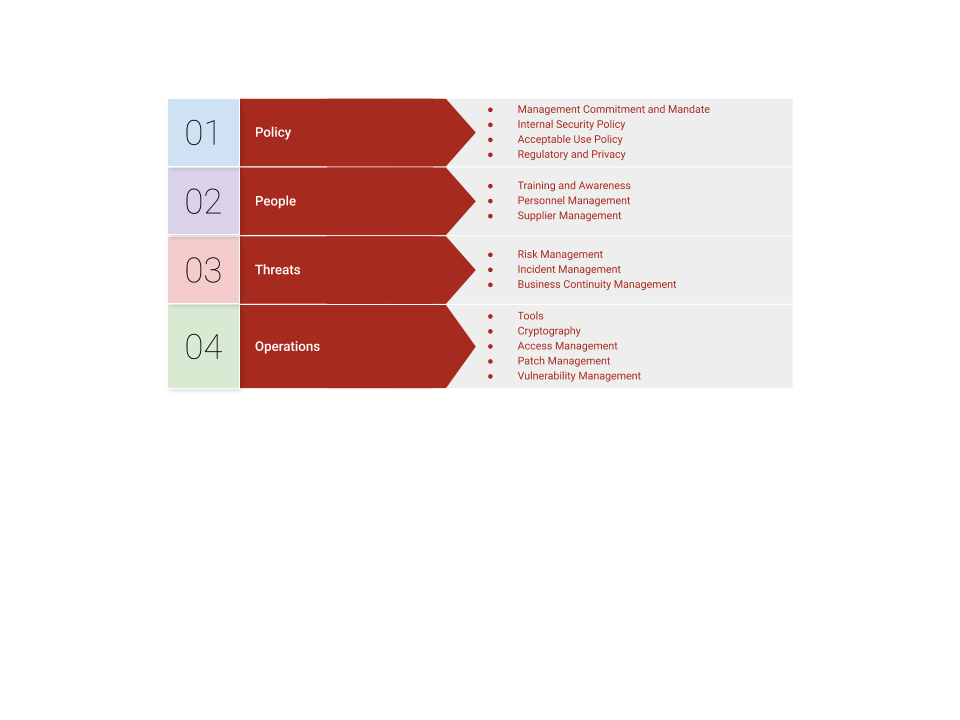 01
Policy
● Management Commitment and Mandate
● Internal Security Policy
● Acceptable Use Policy
● Regulatory and Privacy
02
People
● Training and Awareness
● Personnel Management
● Supplier Management
03
Threats
● Risk Management
● Incident Management
● Business Continuity Management
04
Operations
● Tools
● Cryptography
● Access Management
● Patch Management
● Vulnerability Management